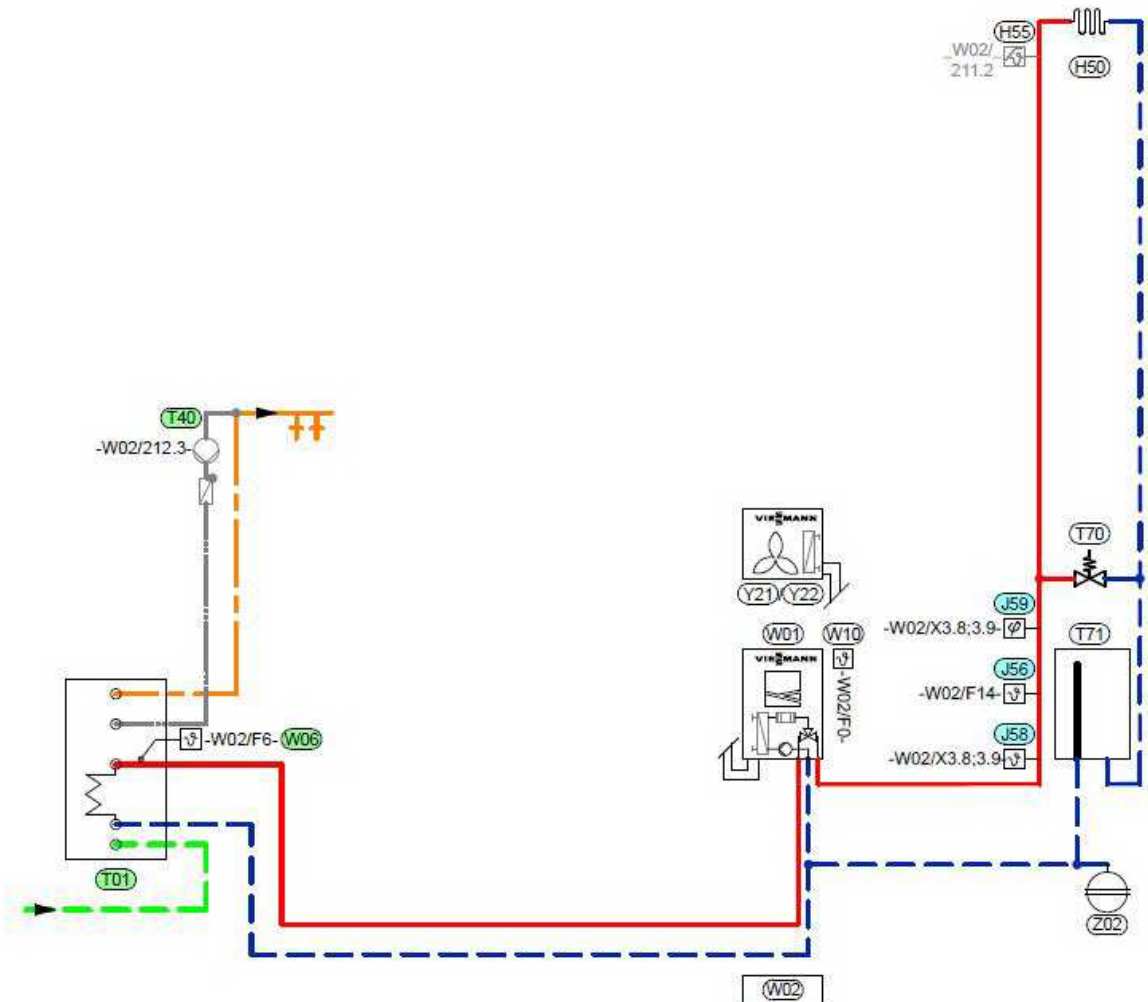 H55
_W02/_
211.2
H50
T40
-W02/212.3-
VIESMANN
T70
Y21/Y22
J59
-W02/X3.8;3.9-
W01
W10
T71
VIESMANN
-W02/F0-
J56
-W02/F14-
-W02/F6-
W06
J58
-W02/X3.8;3.9-
T01
Z02
W02